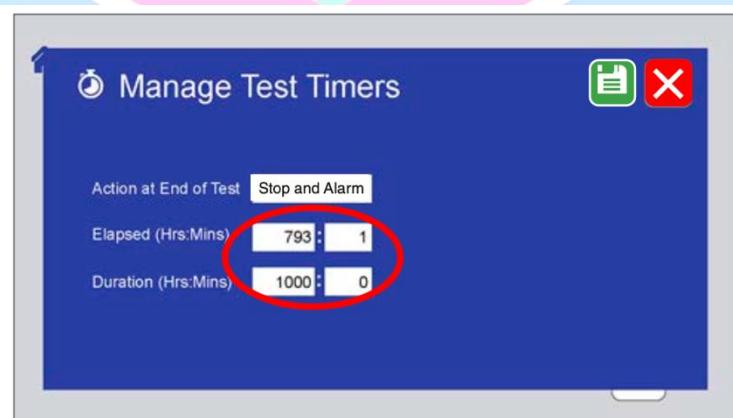 Manage Test Timers
Action at End of Test Stop and Alarm
Elapsed (Hrs:Mins) 793 : 1
Duration (Hrs:Mins) 1000 : 0